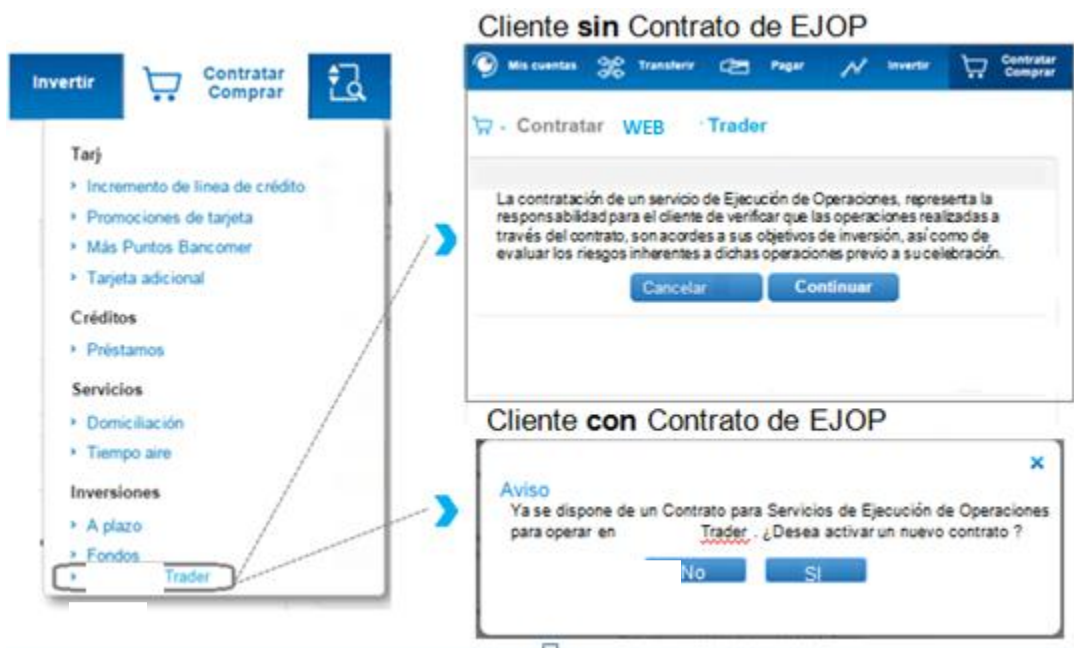 Invertir
Contratar
Comprar
Tarj
Incremento de línea de crédito
Promociones de tarjeta
Más Puntos Bancomer
Tarjeta adicional
Créditos
Préstamos
Servicios
Domiciliación
Tiempo aire
Inversiones
A plazo
Fondos
Trader
Cliente sin Contrato de EJOP
Mis cuentas Transferir Pagar Invertir Contratar
Comprar
- Contratar WEB Trader
La contratación de un servicio de Ejecución de Operaciones, representa la
responsabilidad para el cliente de verificar que las operaciones realizadas a
través del contrato, son acordes a sus objetivos de inversión, así como de
evaluar los riesgos inherentes a dichas operaciones previo a su celebración.
Cancelar Continuar
Cliente con Contrato de EJOP
Aviso
Ya se dispone de un Contrato para Servicios de Ejecución de Operaciones
para operar en Trader . ¿Desea activar un nuevo contrato ?
No SI